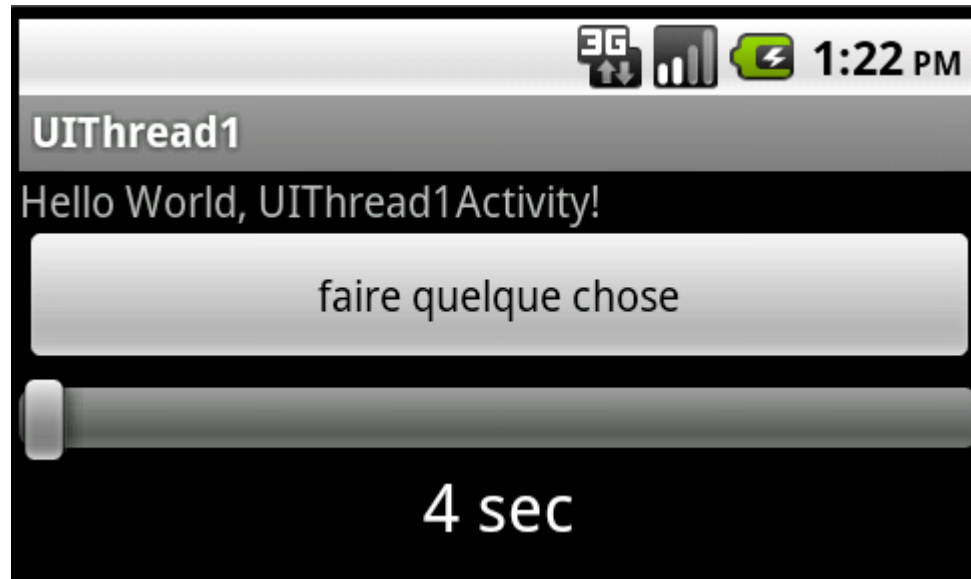 3G 1:22 PM
UIThread1
Hello World, UIThread1Activity!
faire quelque chose
4 sec